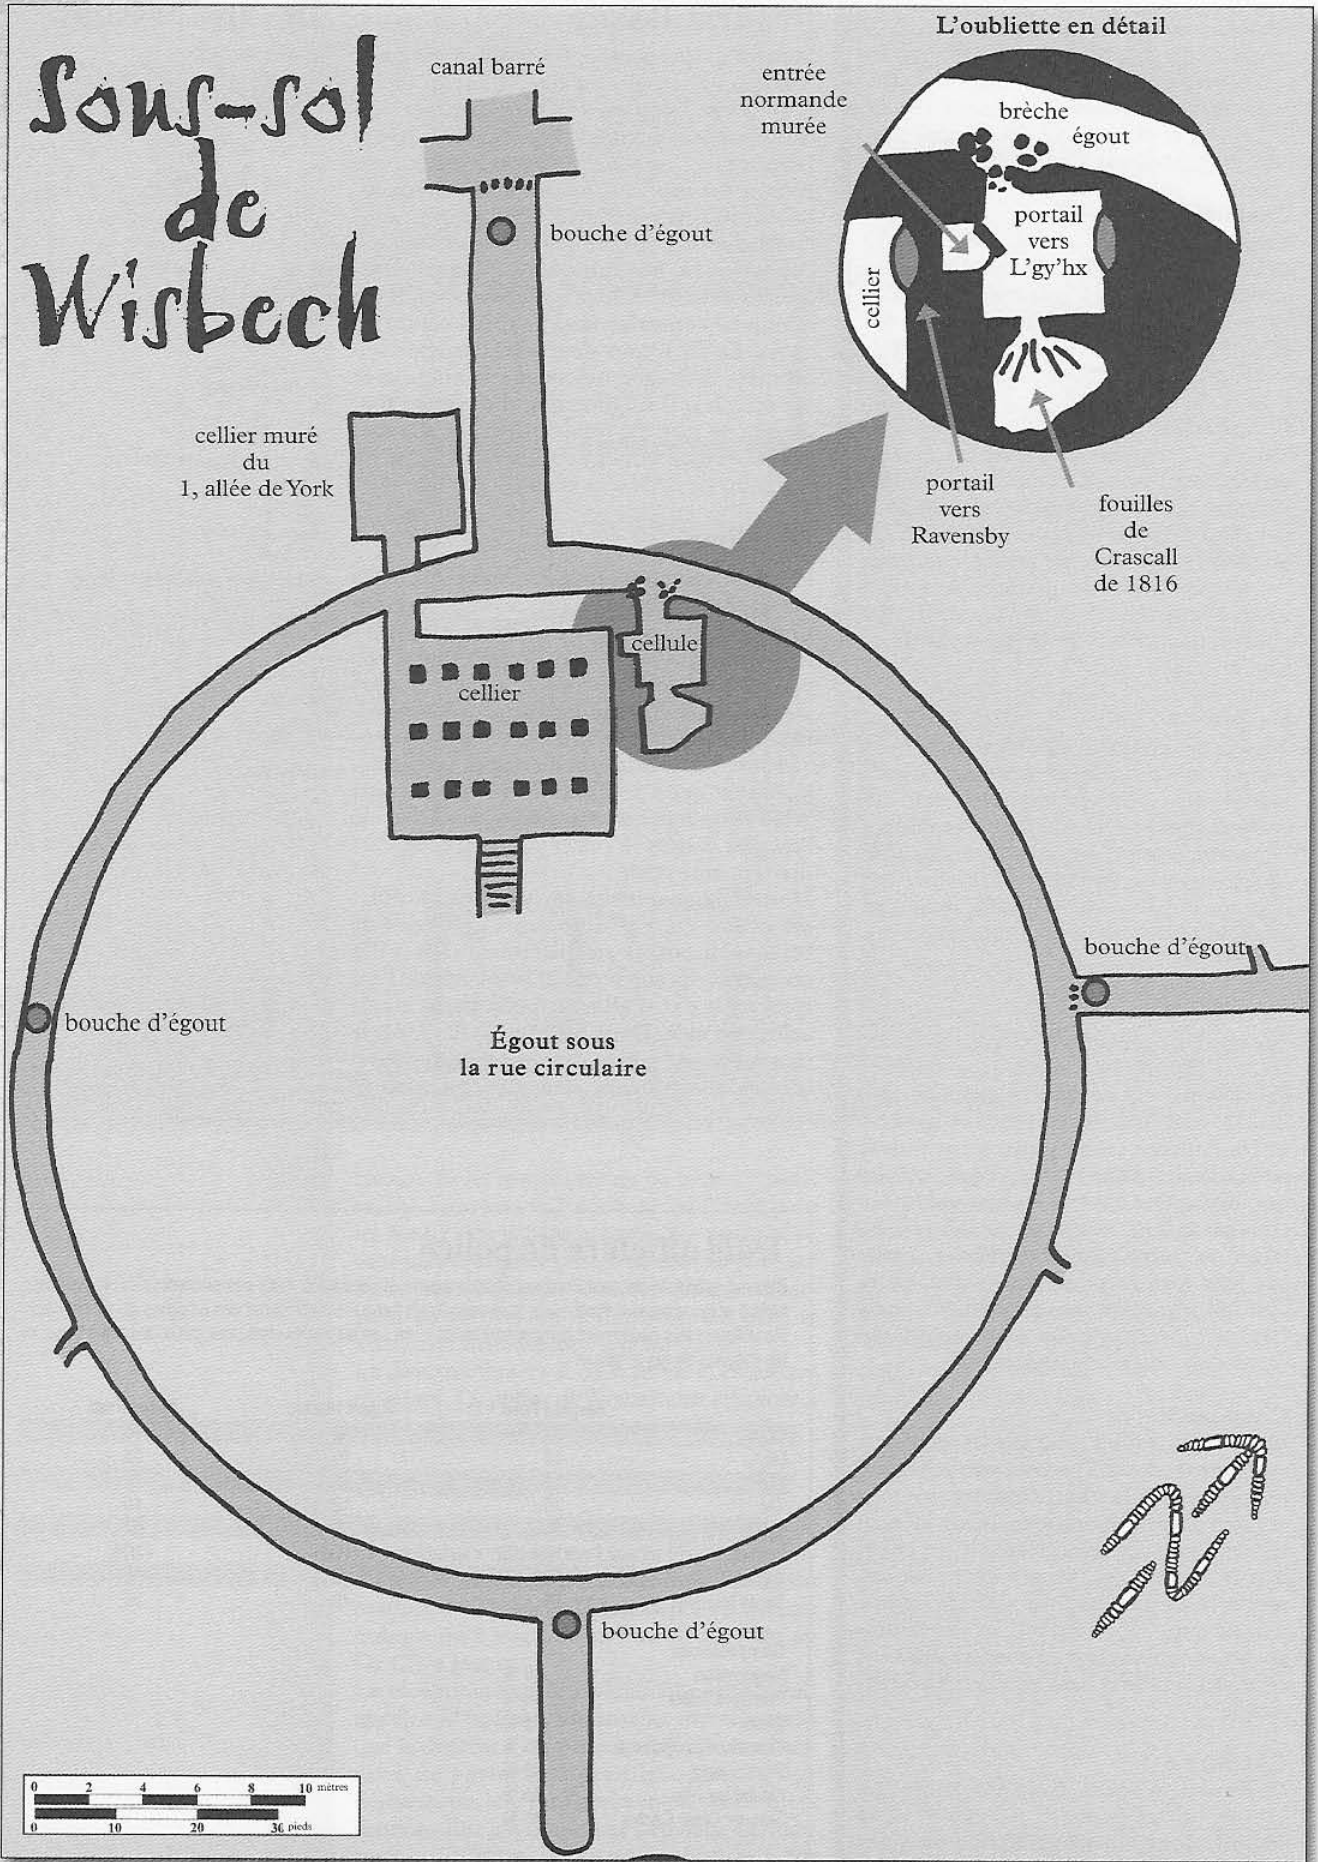 Sous-sol
de
Wisbech
canal barré
bouche d'égout
L'oubliette en détail
entrée
normande
murée
brèche
égout
portail
vers
L'gy'hx
cellier
portail
vers
Ravensby
fouilles
de
Crascall
de 1816
cellier muré
du
1, allée de York
cellule
cellier
bouche d'égout
bouche d'égout
Égout sous
la rue circulaire
bouche d'égout
N
0 2 4 6 8 10 mètres
0 10 20 30 pieds